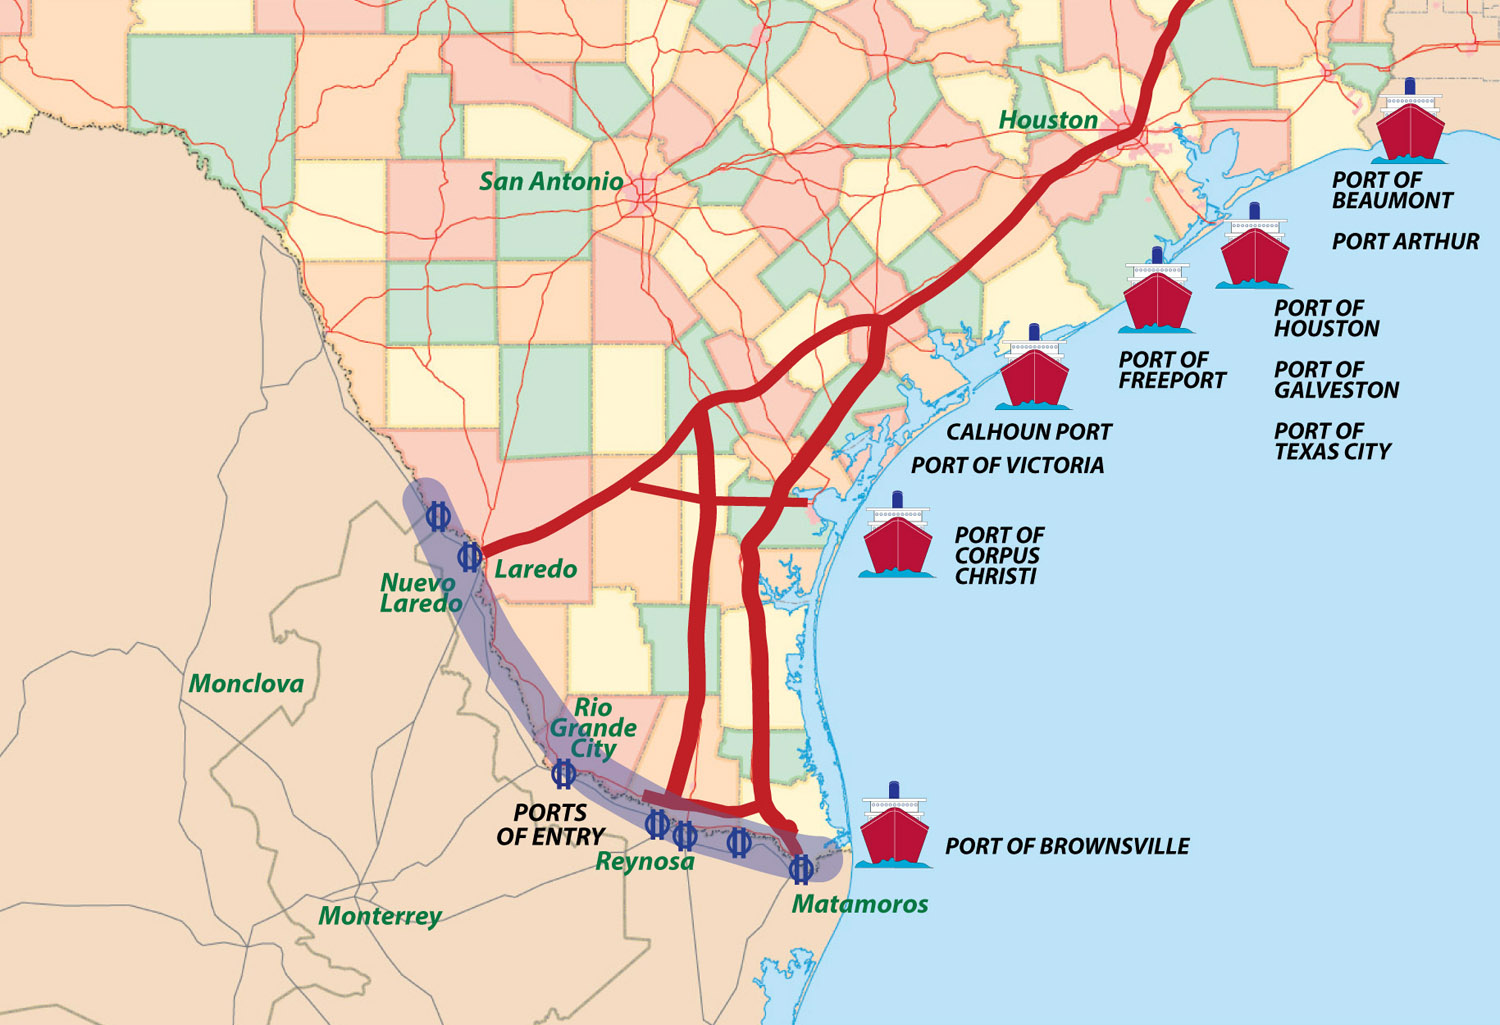 Houston
San Antonio
PORT OF
BEAUMONT
PORT ARTHUR
PORT OF
HOUSTON
PORT OF
GALVESTON
PORT OF
TEXAS CITY
PORT OF
FREEPORT
CALHOUN PORT
PORT OF VICTORIA
PORT OF
CORPUS
CHRISTI
Laredo
Nuevo
Laredo
Monclova
Rio
Grande
City
PORTS
OF ENTRY
Reynosa
PORT OF BROWNSVILLE
Matamoros
Monterrey